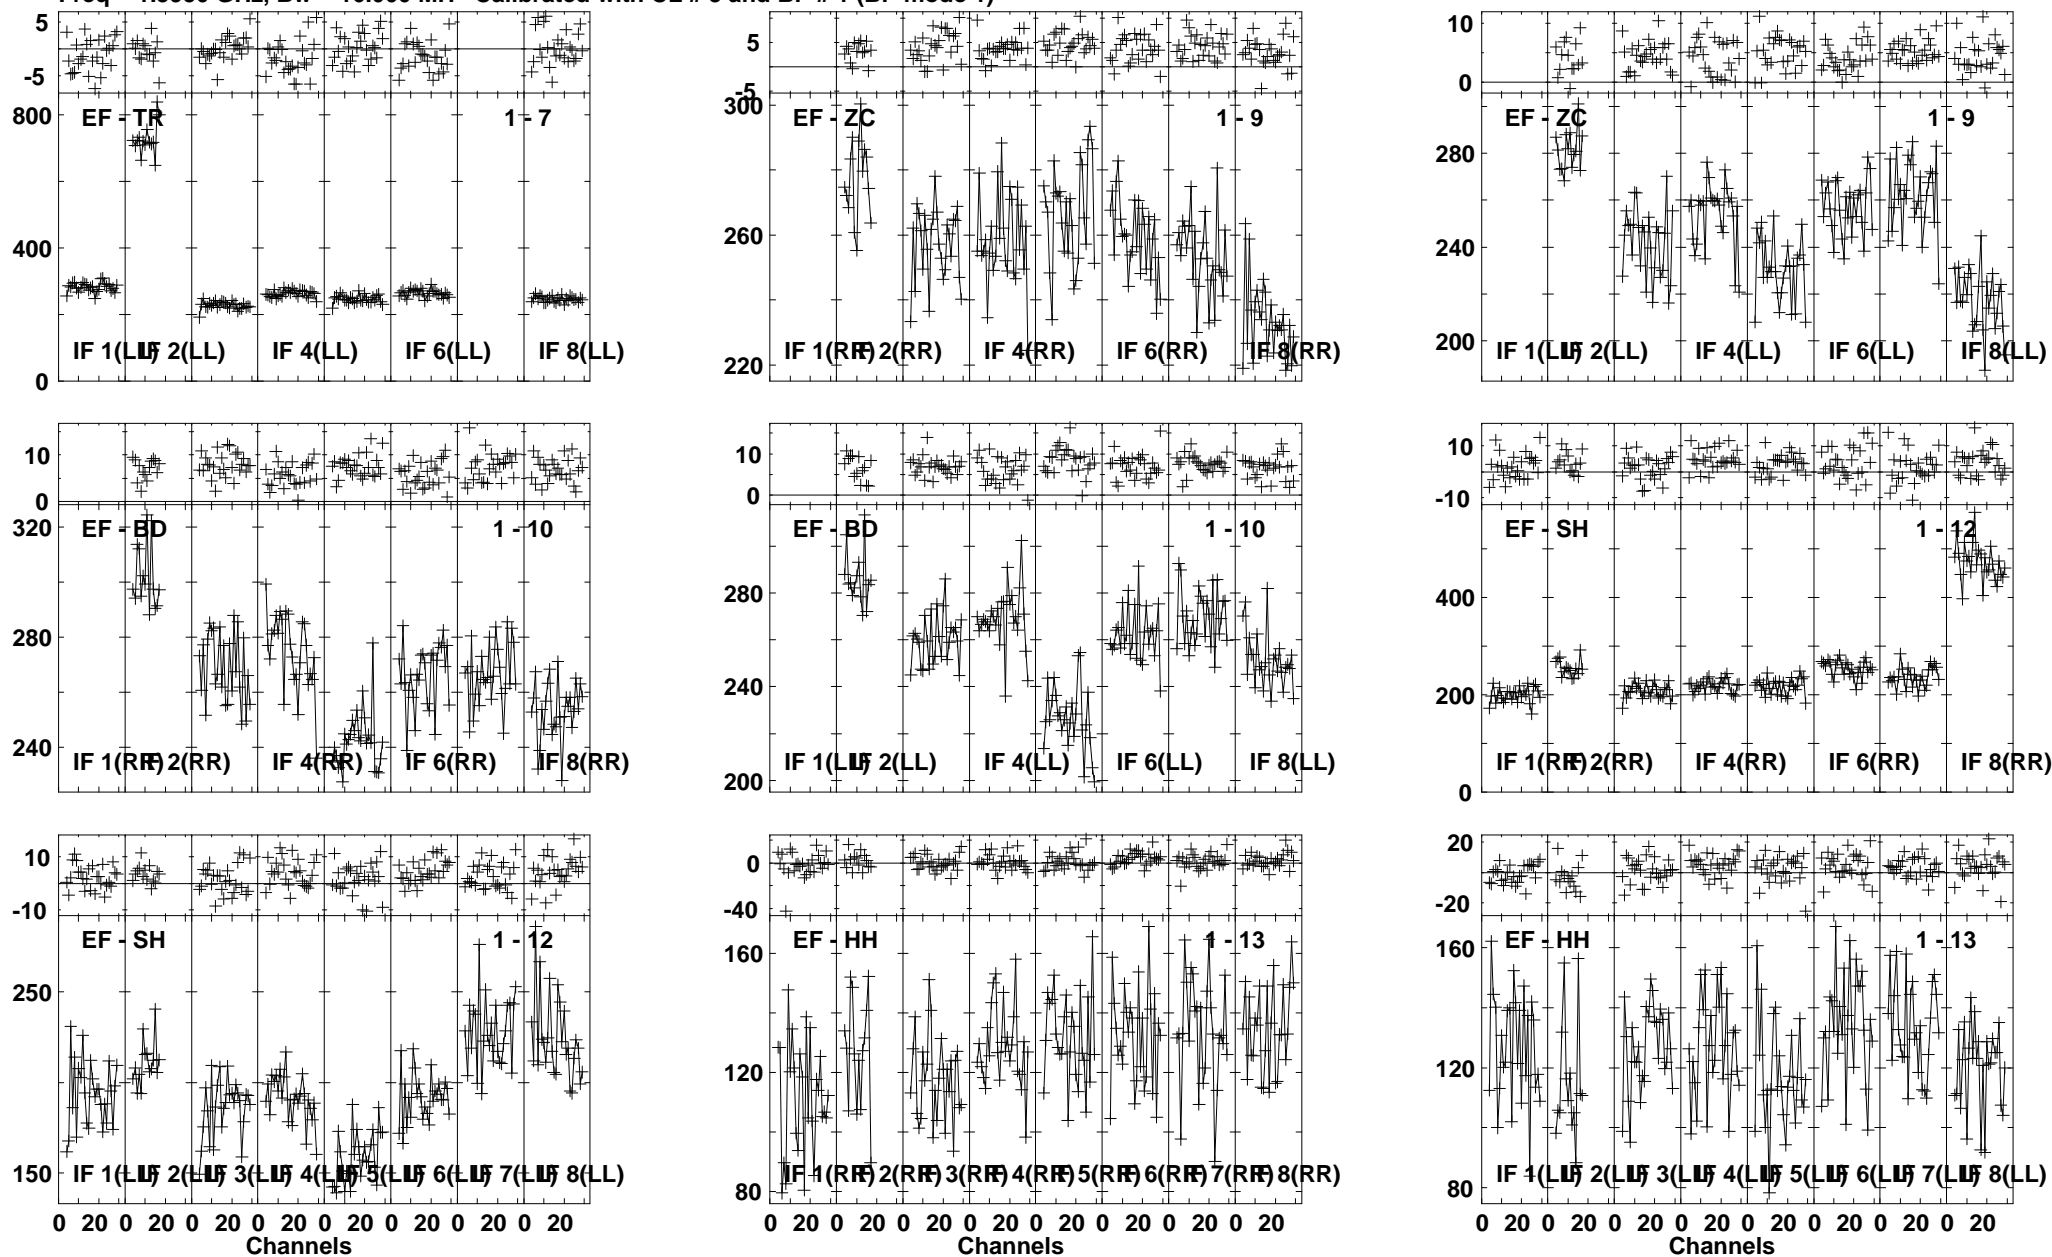 5
-5
800
400
0
EF - TR
1 - 7
IF 1(LL) IF 2(LL) IF 4(LL) IF 6(LL) IF 8(LL)
5
-5
300
260
220
EF - ZC
1 - 9
IF 1(RR) IF 2(RR) IF 4(RR) IF 6(RR) IF 8(RR)
10
0
280
240
200
EF - ZC
1 - 9
IF 1(LL) IF 2(LL) IF 4(LL) IF 6(LL) IF 8(LL)
10
0
320
280
240
EF - BD
1 - 10
IF 1(RR) IF 2(RR) IF 4(RR) IF 6(RR) IF 8(RR)
10
0
280
240
200
EF - BD
1 - 10
IF 1(LL) IF 2(LL) IF 4(LL) IF 6(LL) IF 8(LL)
10
-10
400
200
0
EF - SH
1 - 12
IF 1(RR) IF 2(RR) IF 4(RR) IF 6(RR) IF 8(RR)
10
-10
250
150
EF - SH
1 - 12
IF 1(LL) IF 2(LL) IF 3(LL) IF 4(LL) IF 5(LL) IF 6(LL) IF 7(LL) IF 8(LL)
0 20 0 20 0 20 0 20 0 20 0 20 0 20 0 20
Channels
0
-40
160
120
80
EF - HH
1 - 13
IF 1(RR) IF 2(RR) IF 3(RR) IF 4(RR) IF 5(RR) IF 6(RR) IF 7(RR) IF 8(RR)
0 20 0 20 0 20 0 20 0 20 0 20 0 20 0 20
Channels
20
-20
160
120
80
EF - HH
1 - 13
IF 1(LL) IF 2(LL) IF 3(LL) IF 4(LL) IF 5(LL) IF 6(LL) IF 7(LL) IF 8(LL)
0 20 0 20 0 20 0 20 0 20 0 20 0 20 0 20
Channels